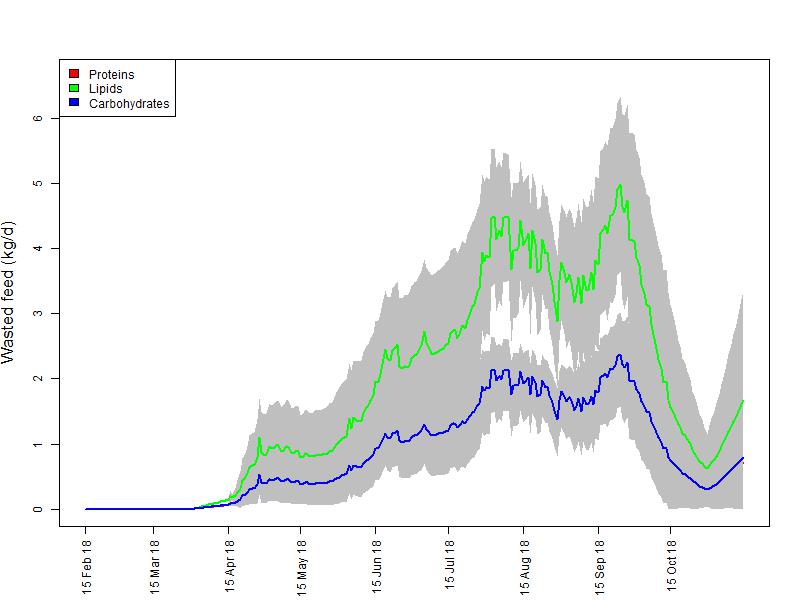 Proteins
Lipids
Carbohydrates
Wasted feed (kg/d)
6
5
4
3
2
1
0
15 Feb 18
15 Mar 18
15 Apr 18
15 May 18
15 Jun 18
15 Jul 18
15 Aug 18
15 Sep 18
15 Oct 18